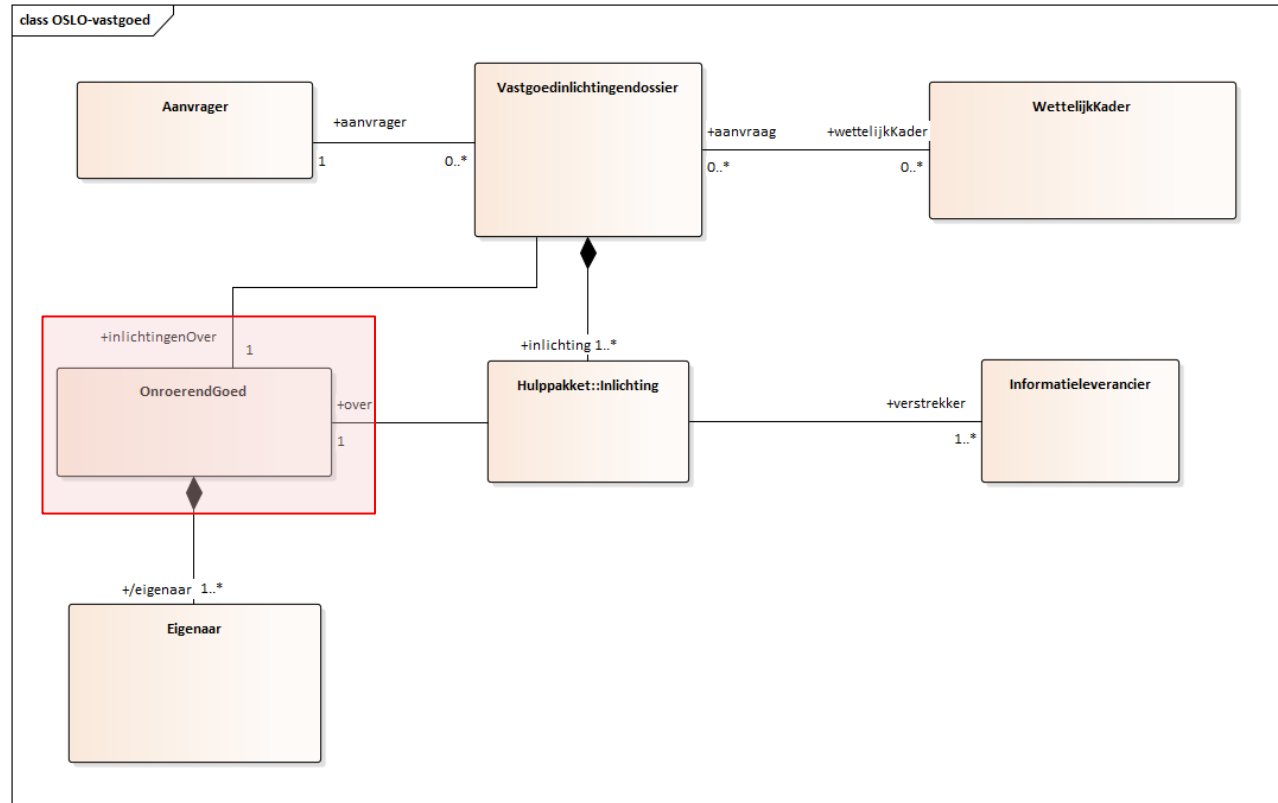 class OSLO-vastgoed
Vastgoedinlichtingendossier
Aanvrager
WettelijkKader
+aanvrager
1
0..*
+aanvraag
0..*
+wettelijkKader
0..*
+inlichtingenOver
1
+inlichting 1..*
OnroerendGoed
+over
1
Hulppakket::Inlichting
+verstrekker
1..*
Informatieleverancier
+/eigenaar 1..*
Eigenaar